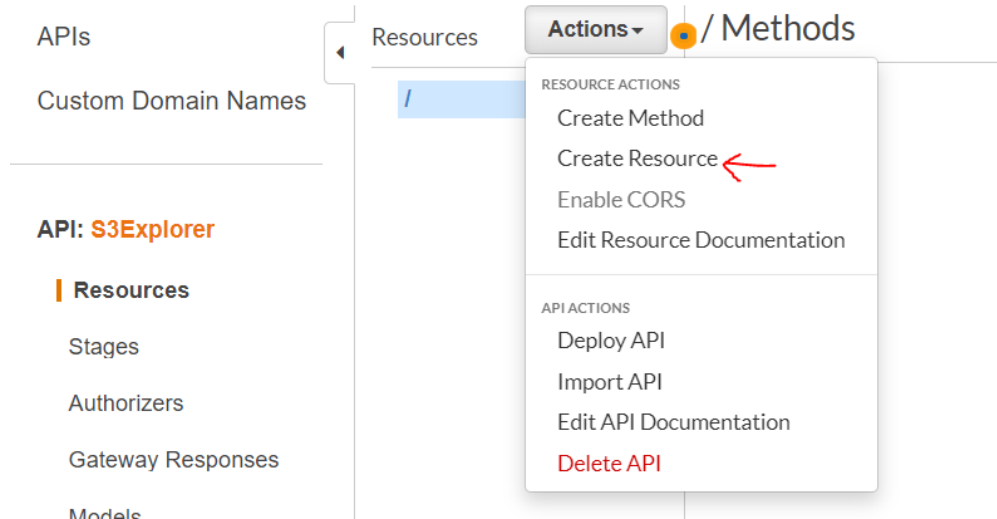 APIs
Custom Domain Names
API: S3Explorer
Resources
Stages
Authorizers
Gateway Responses
Models
Resources
Actions
/ Methods
/
RESOURCE ACTIONS
Create Method
Create Resource
Enable CORS
Edit Resource Documentation
API ACTIONS
Deploy API
Import API
Edit API Documentation
Delete API